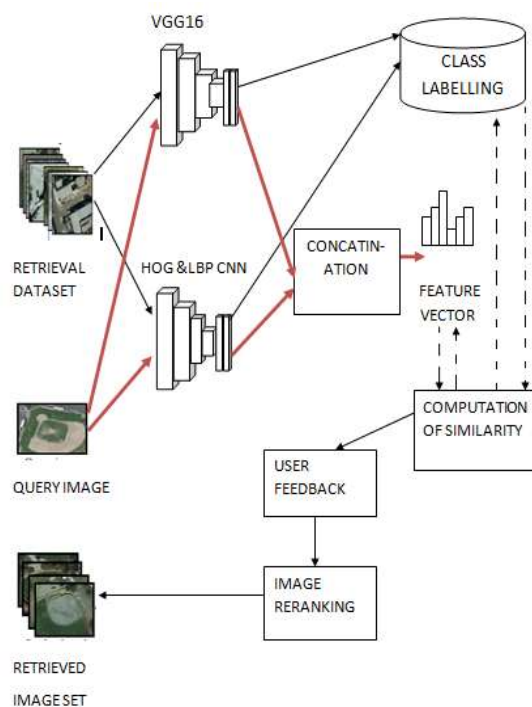 VGG16
CLASS
LABELLING
CONCATIN-
ATION
RETRIEVAL
DATASET
HOG &LBP CNN
FEATURE
VECTOR
COMPUTATION
OF SIMILARITY
QUERY IMAGE
USER
FEEDBACK
IMAGE
RERANKING
RETRIEVED
IMAGE SET